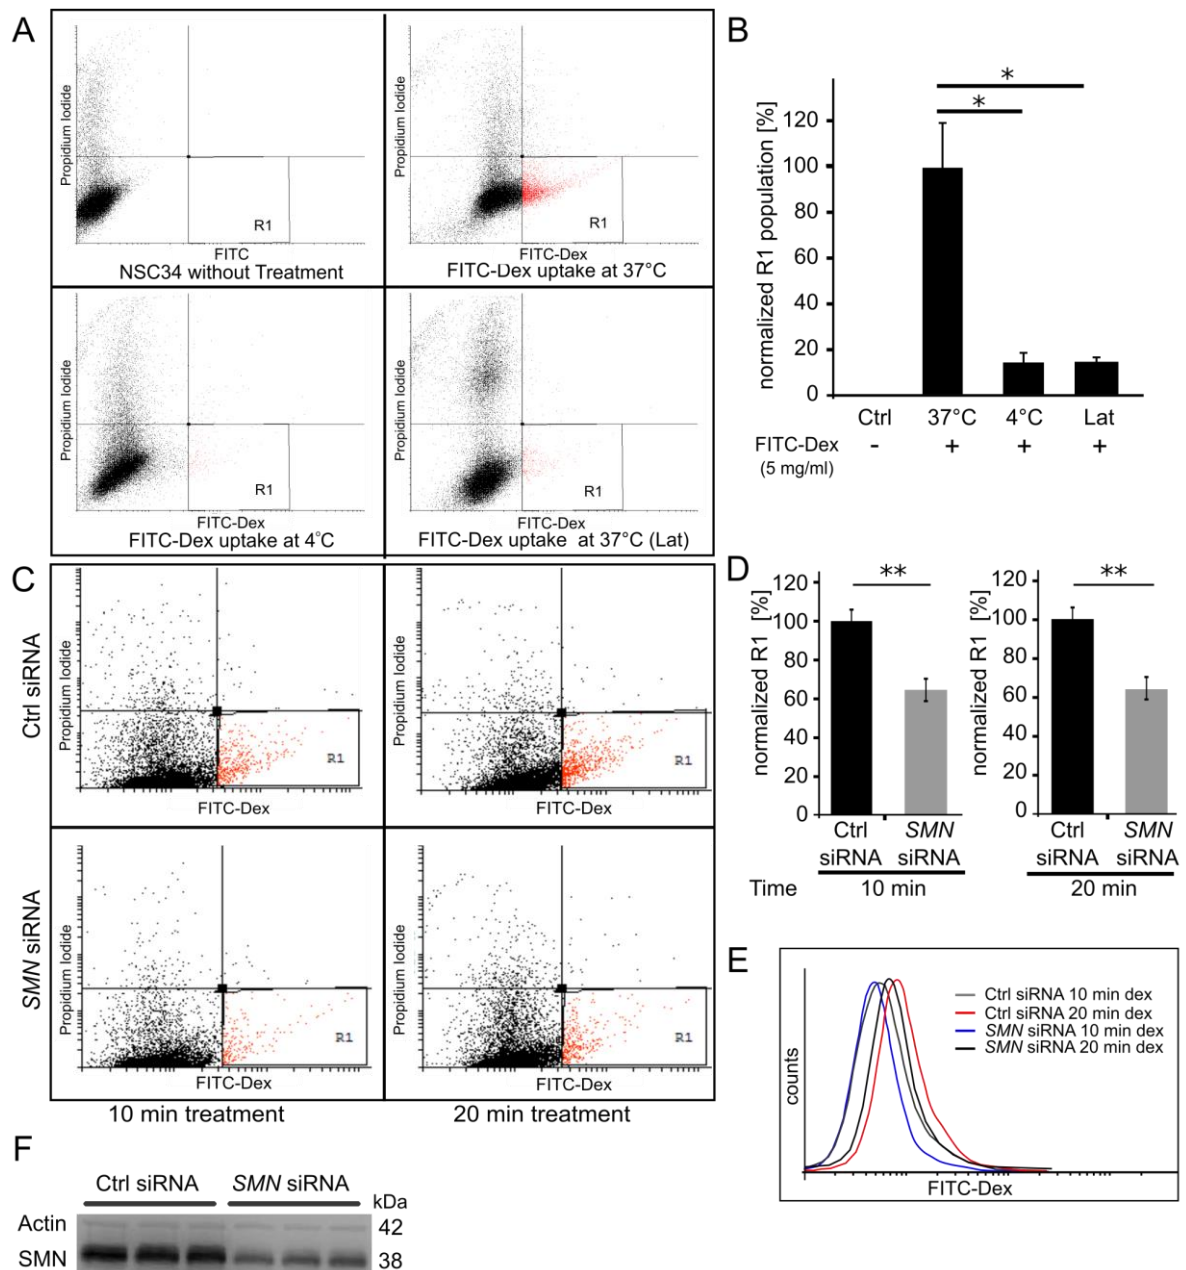 A
Propidium Iodide
R1
FITC
NSC34 without Treatment
Propidium Iodide
R1
FITC-Dex
FITC-Dex uptake at 37°C
Propidium Iodide
R1
FITC-Dex
FITC-Dex uptake at 4°C
Propidium Iodide
R1
FITC-Dex
FITC-Dex uptake at 37°C (Lat)
B
normalized R1 population [%]
120
100
80
60
40
20
0
*
*
Ctrl 37°C 4°C Lat
FITC-Dex - + + +
(5 mg/ml)
C
Ctrl siRNA
Propidium Iodide
R1
FITC-Dex
Propidium Iodide
R1
FITC-Dex
SMN siRNA
Propidium Iodide
R1
FITC-Dex
Propidium Iodide
R1
FITC-Dex
10 min treatment
20 min treatment
D
normalized R1 [%]
120
100
80
60
40
20
0
**
Ctrl SMN
siRNA siRNA
Time 10 min
normalized R1 [%]
120
100
80
60
40
20
0
**
Ctrl SMN
siRNA siRNA
20 min
E
counts
Ctrl siRNA 10 min dex
Ctrl siRNA 20 min dex
SMN siRNA 10 min dex
SMN siRNA 20 min dex
FITC-Dex
F
Ctrl siRNA SMN siRNA
kDa
Actin 42
SMN 38